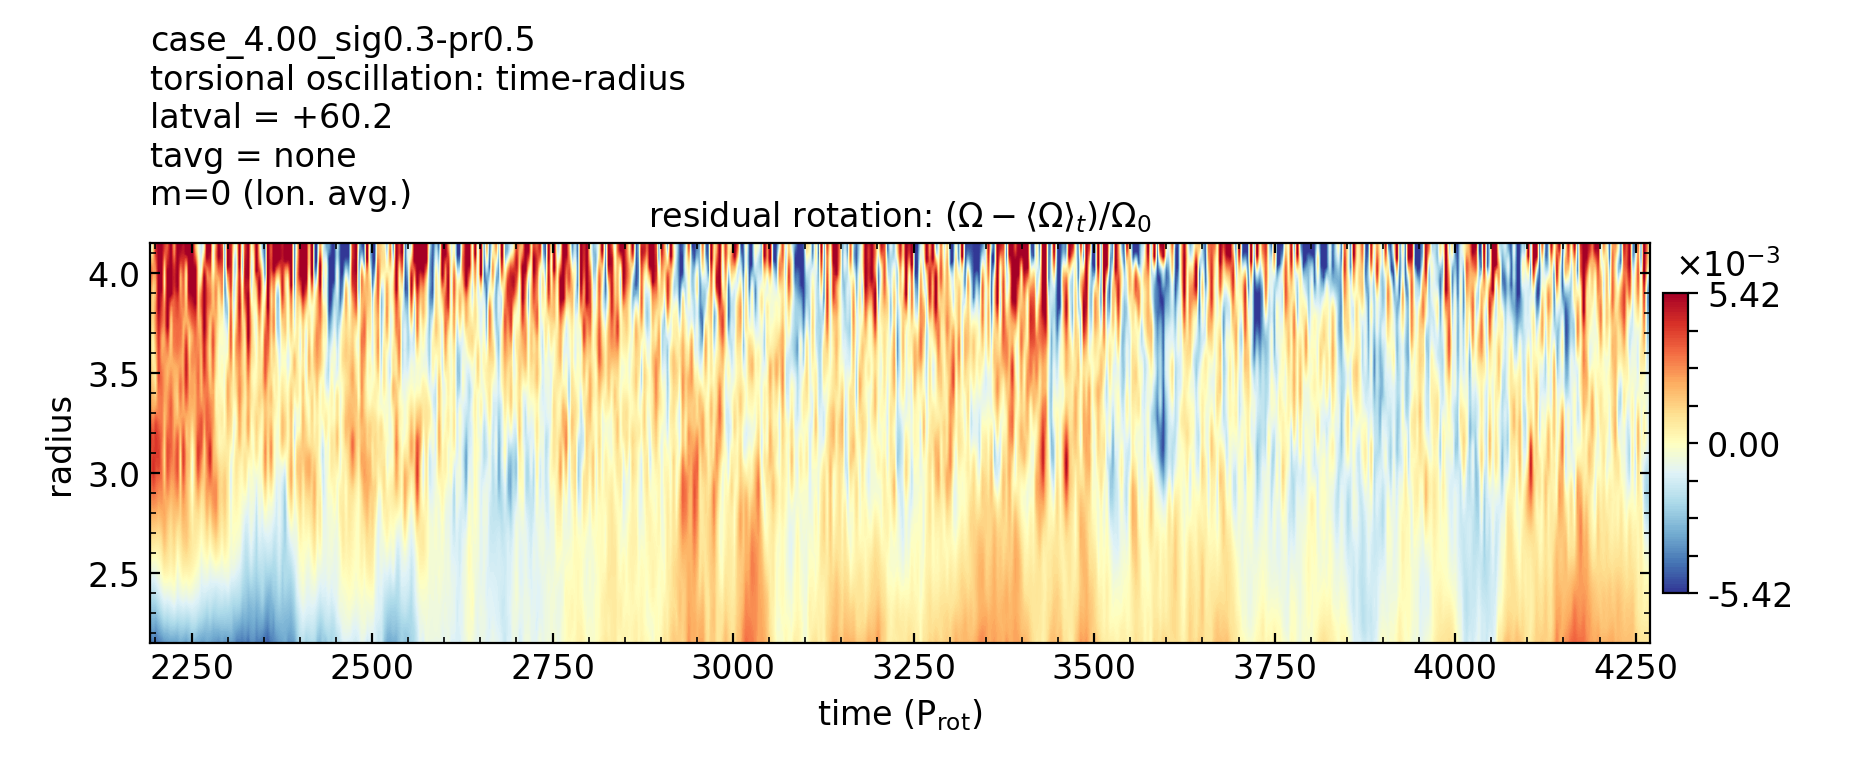 case_4.00_sig0.3-pr0.5
torsional oscillation: time-radius
latval = +60.2
tavg = none
m=0 (lon. avg.)
residual rotation: (Ω − ⟨Ω⟩ₜ)/Ω₀
×10⁻³
5.42
0.00
-5.42
4.0
3.5
3.0
2.5
radius
2250 2500 2750 3000 3250 3500 3750 4000 4250
time (P_rot)